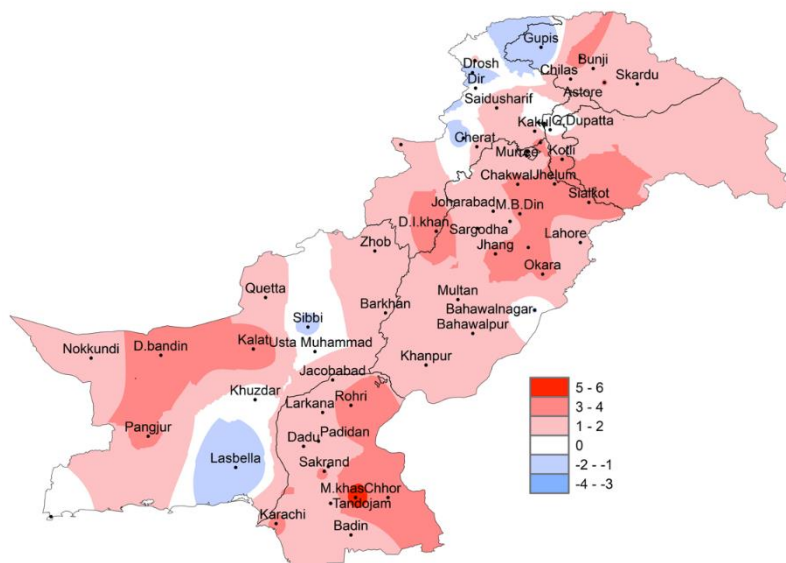 Gupis
Drosh
Dir
Chilas
Bunji
Skardu
Astere
Saidusharif
Kakul
G.Dupatta
Cherat
Murree
Kotli
Chakwal
Jhelum
Sialkot
Joharabad
M.B.Din
D.I.khan
Sargodha
Lahore
Zhob
Jhang
Okara
Quetta
Multan
Barkhan
Bahawalnagar
Sibbi
Bahawalpur
Nokkundi
D.bandin
Kalat
Usta Muhammad
Khanpur
Jacobabad
Khuzdar
Larkana
Rohri
Pangjur
Dadu
Padidan
Lasbella
Sakrand
M.khas
Chhor
Tandojam
Karachi
Badin
5 - 6
3 - 4
1 - 2
0
-2 - -1
-4 - -3